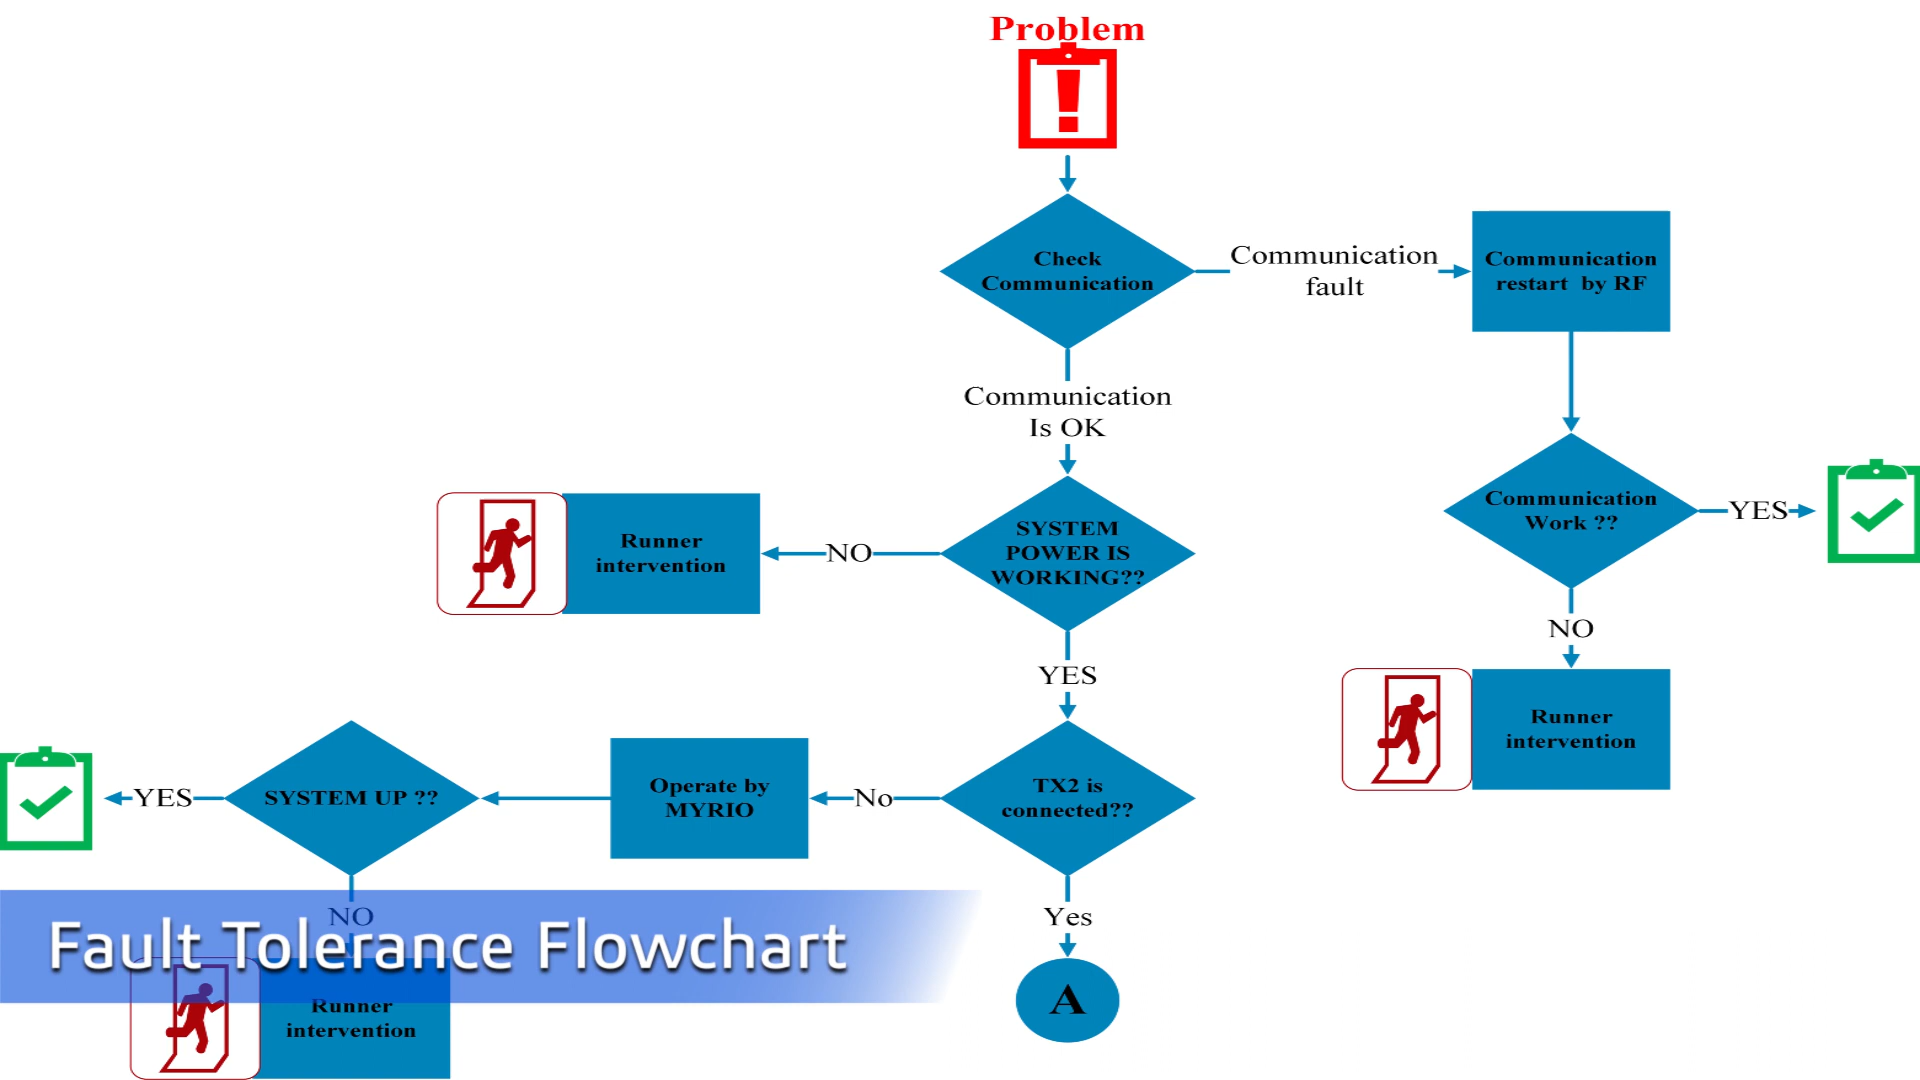 Problem
Check
Communication
Communication
fault
Communication
restart by RF
Communication
Is OK
Communication
Work ??
YES
SYSTEM
POWER IS
WORKING??
NO
Runner
intervention
NO
Runner
intervention
YES
TX2 is
connected??
No
Operate by
MYRIO
SYSTEM UP ??
YES
NO
Yes
Fault Tolerance Flowchart
Runner
intervention
A